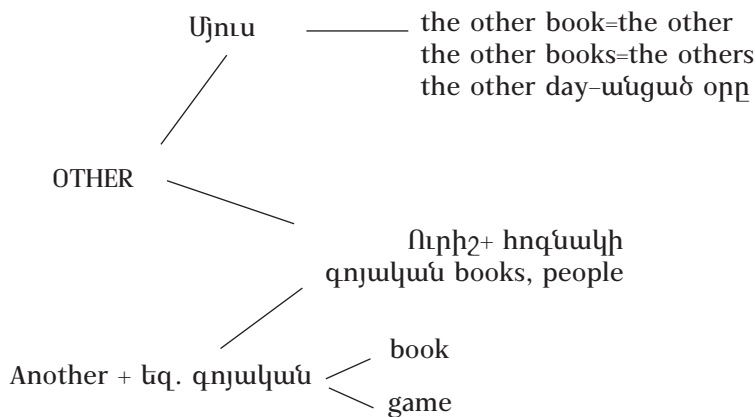 Մյուս
the other book=the other
the other books=the others
the other day–անցած օրը
OTHER
Ուրիշ+ հոգնակի
գոյական books, people
Another + եզ. գոյական
book
game